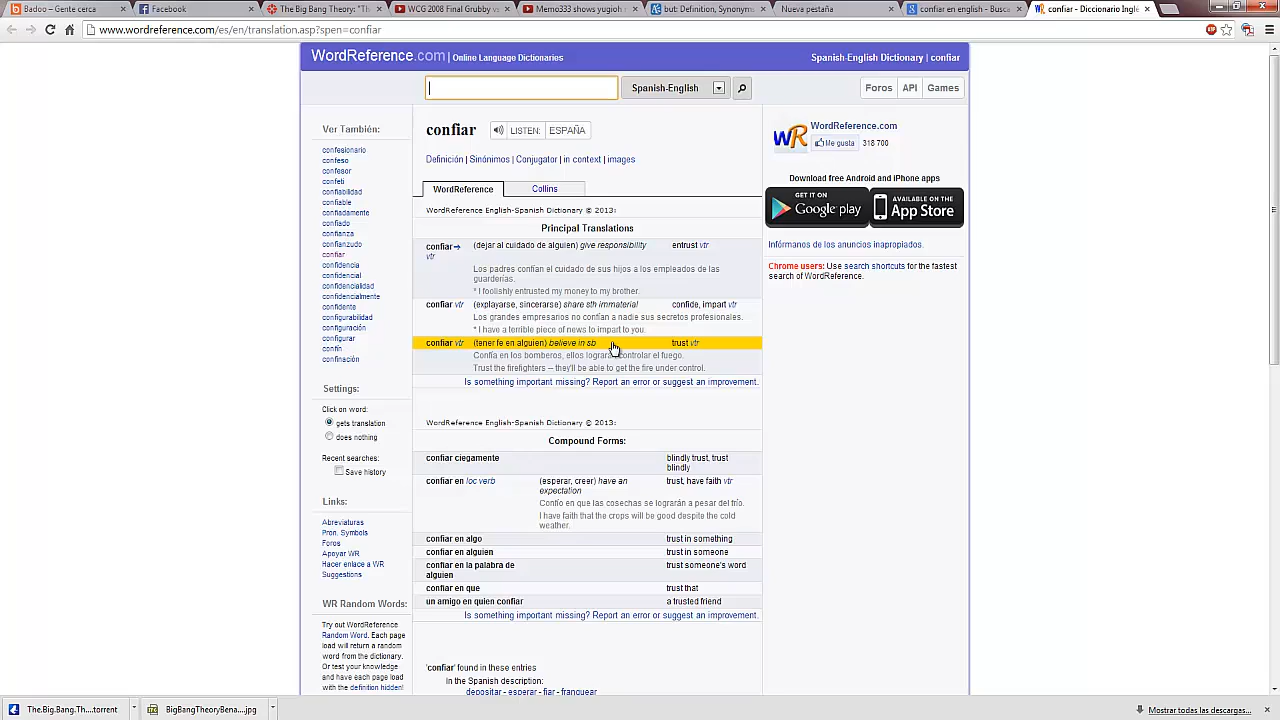 Badoo – Gente cerca
Facebook
The Big Bang Theory: "Th
WCG 2008 Final Grubby vs
Memo333 shows yugioh r
but: Definition, Synonyms
Nueva pestaña
confiar en english - Busca
confiar - Diccionario Inglé
www.wordreference.com/es/en/translation.asp?spen=confiar
WordReference.com | Online Language Dictionaries
Spanish-English Dictionary | confiar
Spanish-English
Foros
API
Games
Ver También:
confesionario
confeso
confesor
confeti
confiabilidad
confiable
confiadamente
confiado
confianza
confianzudo
confiar
confidencia
confidencial
confidencialidad
confidencialmente
confidente
configurabilidad
configuración
configurar
confín
confinación
Settings:
Click on word:
gets translation
does nothing
Recent searches:
Save history
Links:
Abreviaturas
Pron. Symbols
Foros
Apoyar WR
Hacer enlace a WR
Suggestions
WR Random Words:
Try out WordReference
Random Word. Each page
load will return a random
word from the dictionary.
Or test your knowledge
and have each page load
with the definition hidden!
confiar
LISTEN:
ESPAÑA
Definición | Sinónimos | Conjugator | in context | images
WordReference
Collins
WordReference English-Spanish Dictionary © 2013:
Principal Translations
confiar⇒ vtr (dejar al cuidado de alguien) give responsibility entrust vtr
Los padres confían el cuidado de sus hijos a los empleados de las
guarderías.
* I foolishly entrusted my money to my brother.
confiar vtr (explayarse, sincerarse) share sth immaterial confide, impart vtr
Los grandes empresarios no confían a nadie sus secretos profesionales.
* I have a terrible piece of news to impart to you.
confiar vtr (tener fe en alguien) believe in sb trust vtr
Confía en los bomberos, ellos lograrán controlar el fuego.
Trust the firefighters -- they'll be able to get the fire under control.
Is something important missing? Report an error or suggest an improvement.
WordReference English-Spanish Dictionary © 2013:
Compound Forms:
confiar ciegamente blindly trust, trust
blindly
confiar en loc verb (esperar, creer) have an trust, have faith vtr
expectation
Confío en que las cosechas se lograrán a pesar del trío.
I have faith that the crops will be good despite the cold
weather.
confiar en algo trust in something
confiar en alguien trust in someone
confiar en la palabra de trust someone's word
alguien
confiar en que trust that
un amigo en quien confiar a trusted friend
Is something important missing? Report an error or suggest an improvement.
'confiar' found in these entries
In the Spanish description:
depositar - esperar - fiar - franquear
WR
WordReference.com
Me gusta
318 700
Download free Android and iPhone apps
GET IT ON
Google play
AVAILABLE ON THE
App Store
Infórmanos de los anuncios inapropiados.
Chrome users: Use search shortcuts for the fastest
search of WordReference.
The.Big.Bang.Th....torrent
BigBangTheoryBena...jpg
Mostrar todas las descargas...